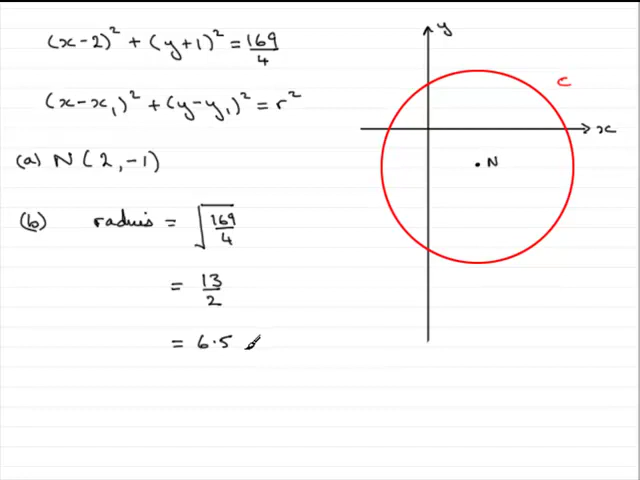 (x-2)² + (y+1)² = 169/4
(x-x₁)² + (y-y₁)² = r²
(a) N (2, -1)
(b) radius = √169/4
= 13/2
= 6.5
y
C
x
N